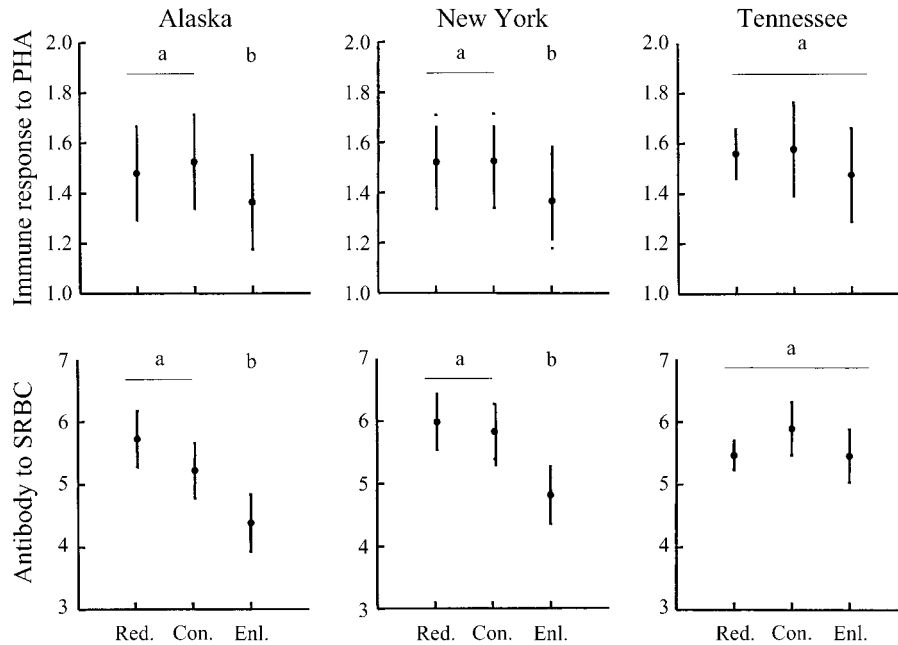 Alaska New York Tennessee
Immune response to PHA
2.0 1.8 1.6 1.4 1.2 1.0
a b
2.0 1.8 1.6 1.4 1.2 1.0
a b
2.0 1.8 1.6 1.4 1.2 1.0
a
Antibody to SRBC
7 6 5 4 3
a b
7 6 5 4 3
a b
7 6 5 4 3
a
Red. Con. Enl. Red. Con. Enl. Red. Con. Enl.